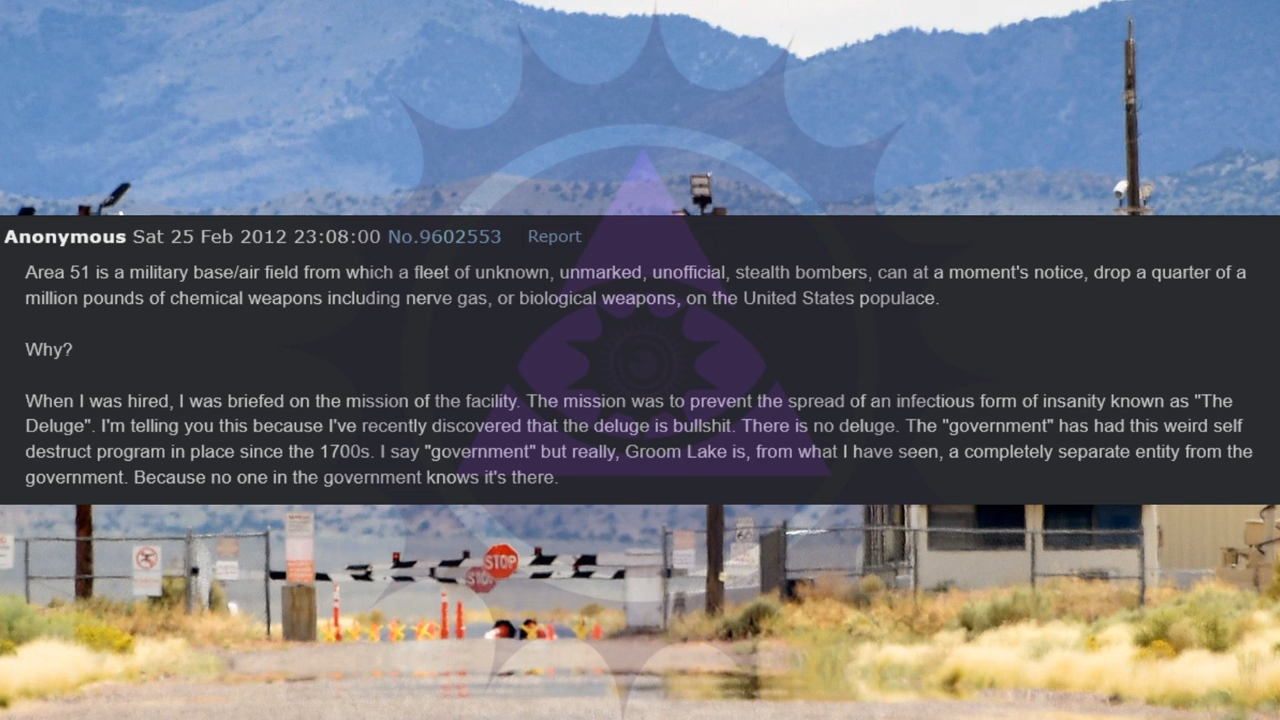 Anonymous Sat 25 Feb 2012 23:08:00 No.9602553 Report
Area 51 is a military base/air field from which a fleet of unknown, unmarked, unofficial, stealth bombers, can at a moment's notice, drop a quarter of a
million pounds of chemical weapons including nerve gas, or biological weapons, on the United States populace.
Why?
When I was hired, I was briefed on the mission of the facility. The mission was to prevent the spread of an infectious form of insanity known as "The
Deluge". I'm telling you this because I've recently discovered that the deluge is bullshit. There is no deluge. The "government" has had this weird self
destruct program in place since the 1700s. I say "government" but really, Groom Lake is, from what I have seen, a completely separate entity from the
government. Because no one in the government knows it's there.
STOP
STOP